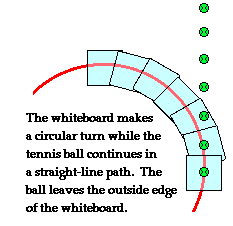 The whiteboard makes
a circular turn while the
tennis ball continues in
a straight-line path.  The
ball leaves the outside edge
of the whiteboard.